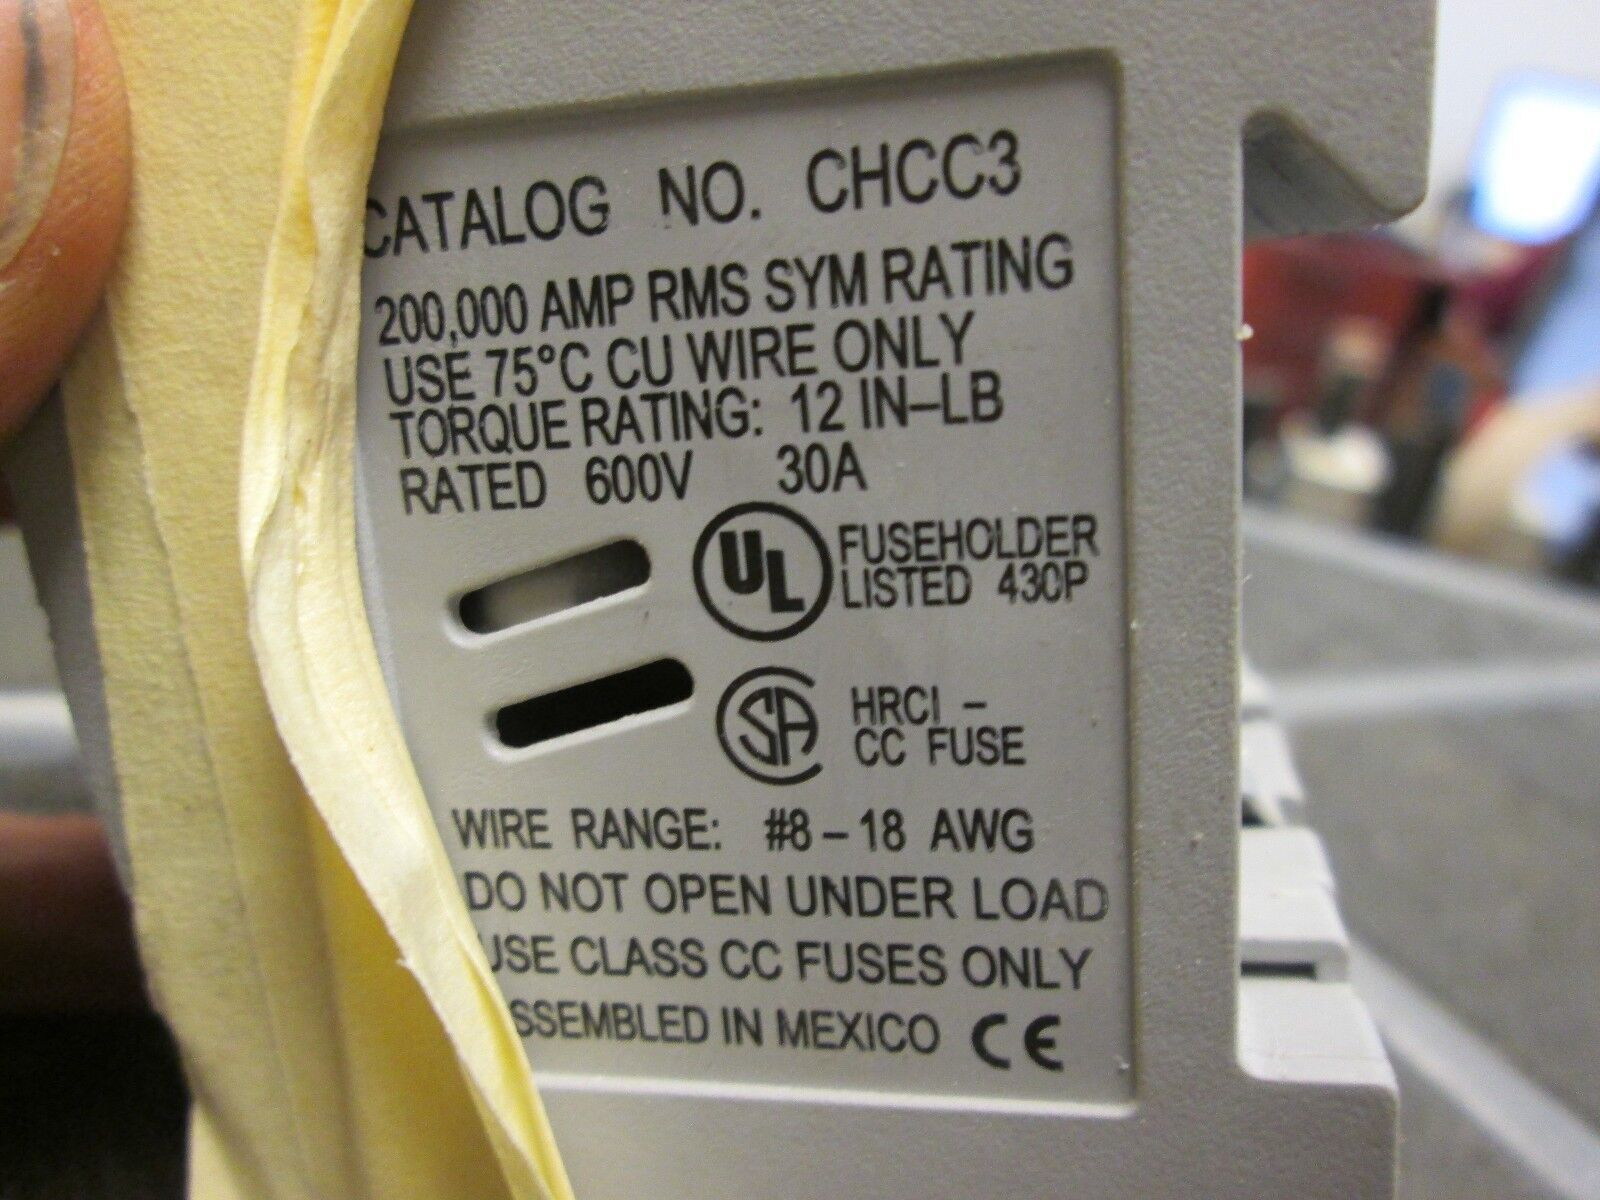 CATALOG NO. CHCC3
200,000 AMP RMS SYM RATING
USE 75°C CU WIRE ONLY
TORQUE RATING: 12 IN–LB
RATED 600V 30A
UL
FUSEHOLDER
LISTED 430P
SA
HRCI –
CC FUSE
WIRE RANGE: #8 – 18 AWG
DO NOT OPEN UNDER LOAD
USE CLASS CC FUSES ONLY
SSEMBLED IN MEXICO CE